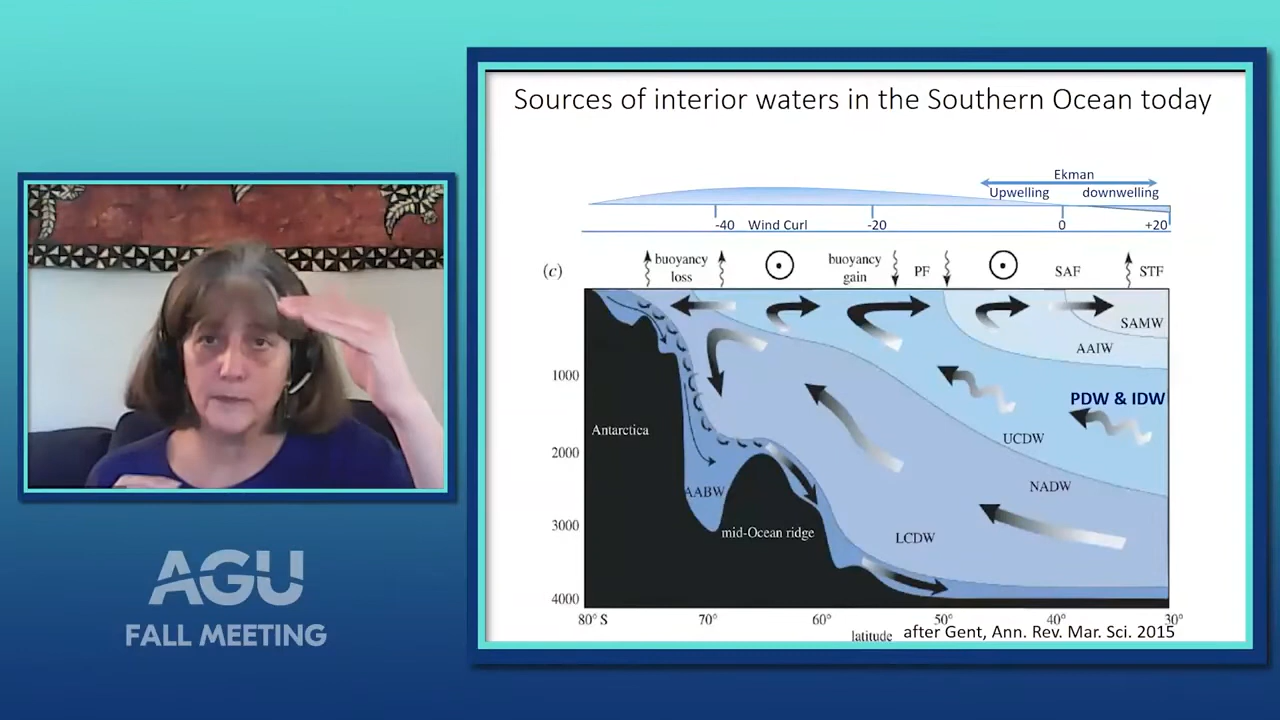 AGU
FALL MEETING
Sources of interior waters in the Southern Ocean today
Ekman
Upwelling downwelling
-40 Wind Curl -20 0 +20
(c) buoyancy loss buoyancy gain PF SAF STF
SAMW
AAIW
1000
PDW & IDW
Antarctica
UCDW
2000
AABW
NADW
3000
mid-Ocean ridge
LCDW
4000
80° S 70° 60° 50° 40° 30°
latitude after Gent, Ann. Rev. Mar. Sci. 2015